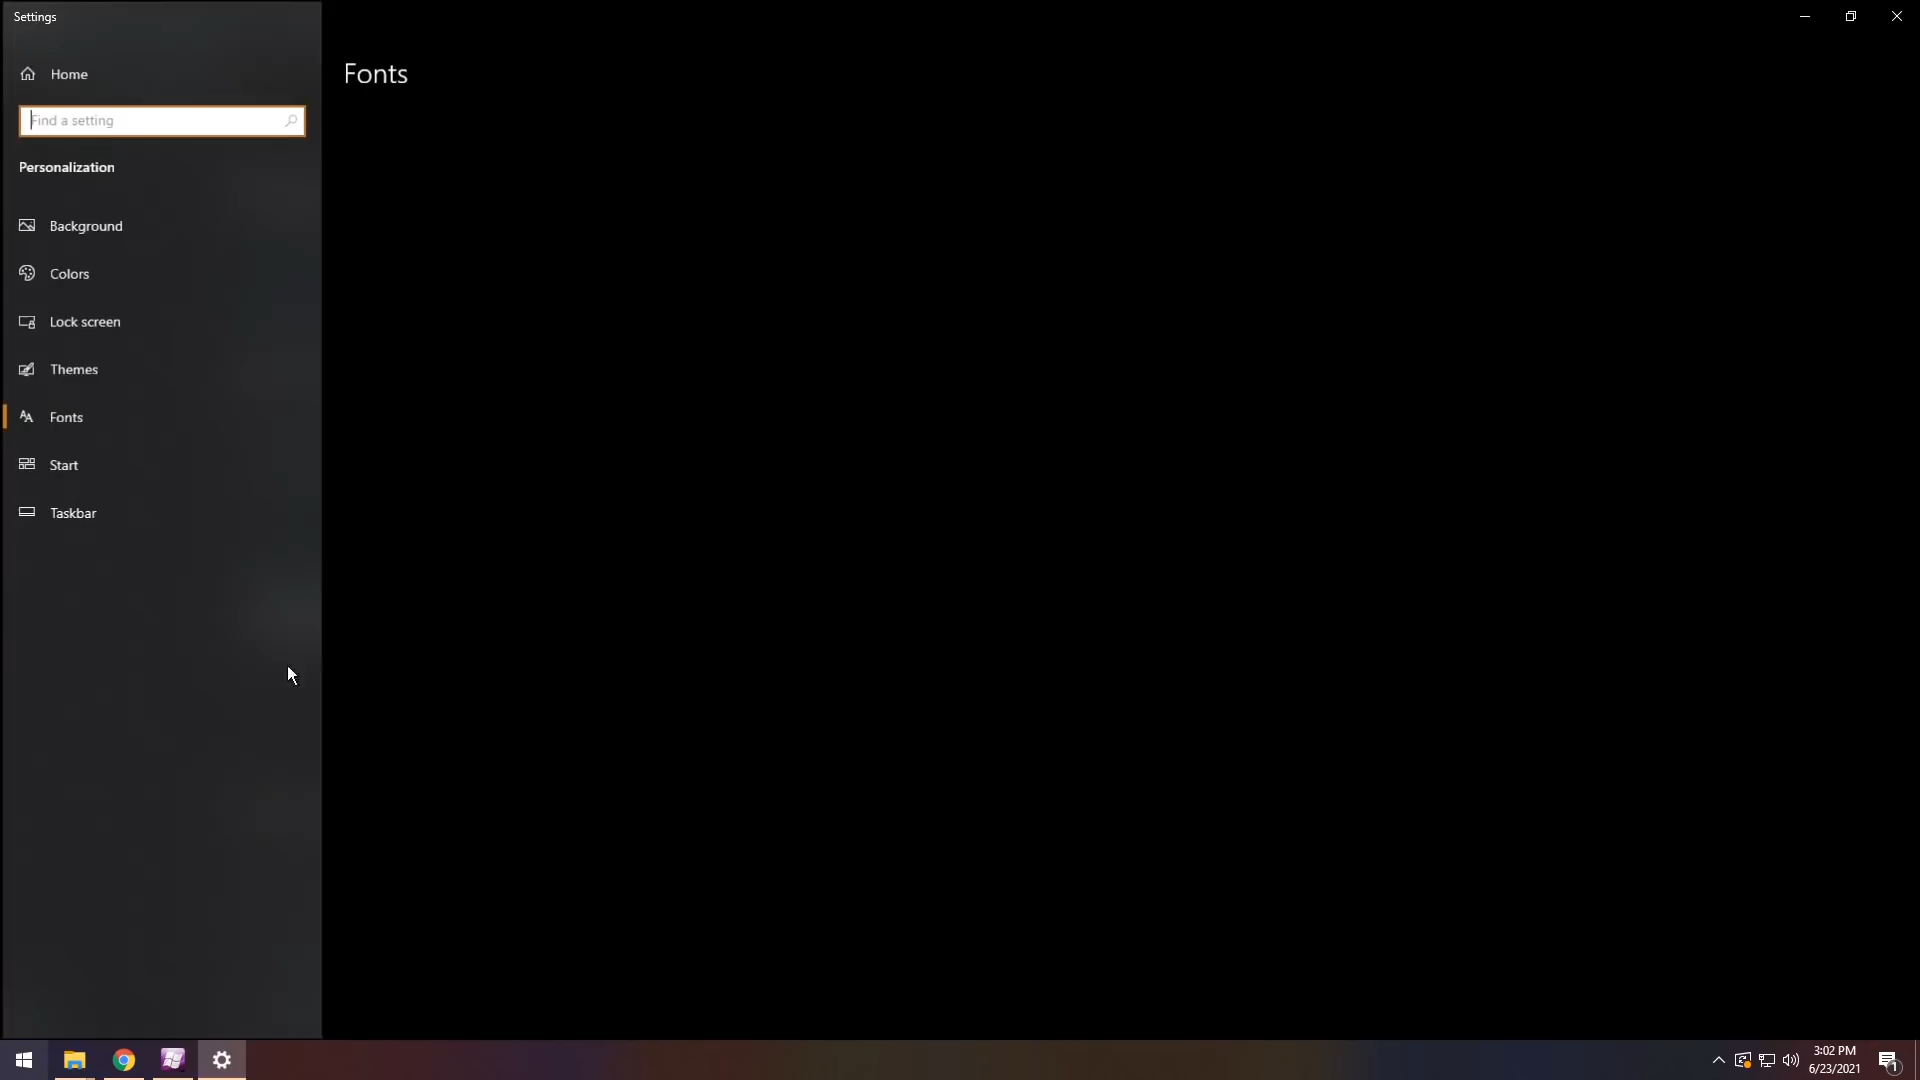 Settings
Home
Fonts
Find a setting
Personalization
Background
Colors
Lock screen
Themes
Fonts
Start
Taskbar
3:02 PM
6/23/2021
1